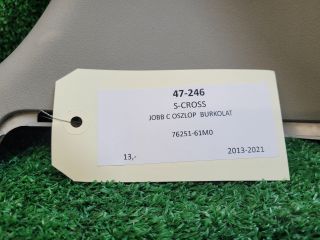 47-246
S-CROSS
JOBB C OSZLOP BURKOLAT
76251-61M0
13,- 2013-2021